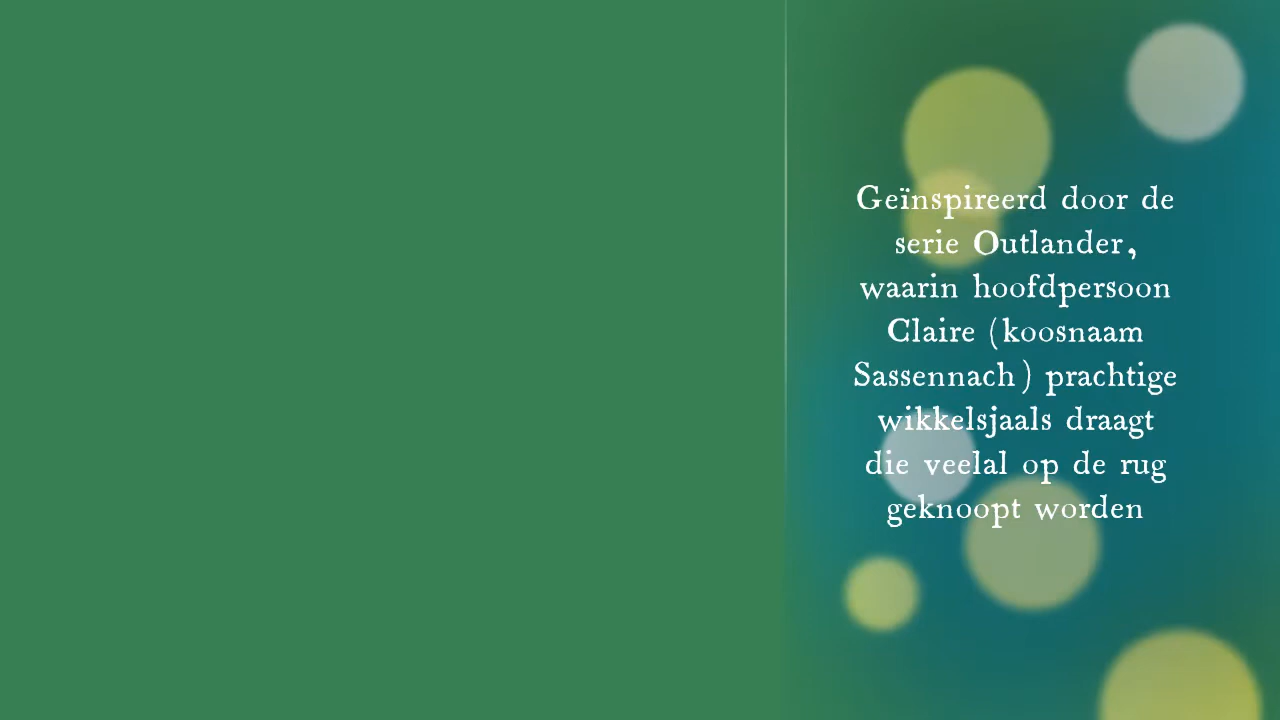 Geïnspireerd door de
serie Outlander,
waarin hoofdpersoon
Claire (koosnaam
Sassennach) prachtige
wikkelsjaals draagt
die veelal op de rug
geknoopt worden